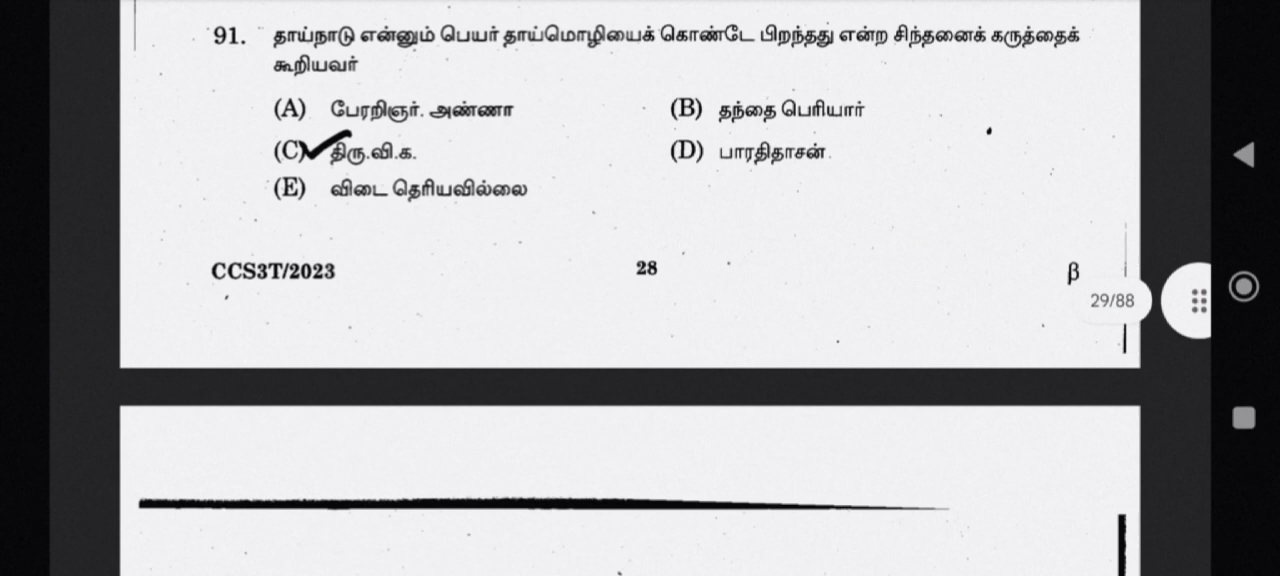 91. தாய்நாடு என்னும் பெயர் தாய்மொழியைக் கொண்டே பிறந்தது என்ற சிந்தனைக் கருத்தைக்
கூறியவர்
(A) பேரறிஞர். அண்ணா (B) தந்தை பெரியார்
(C) திரு.வி.க. (D) பாரதிதாசன்
(E) விடை தெரியவில்லை
CCS3T/2023 28 β
29/88